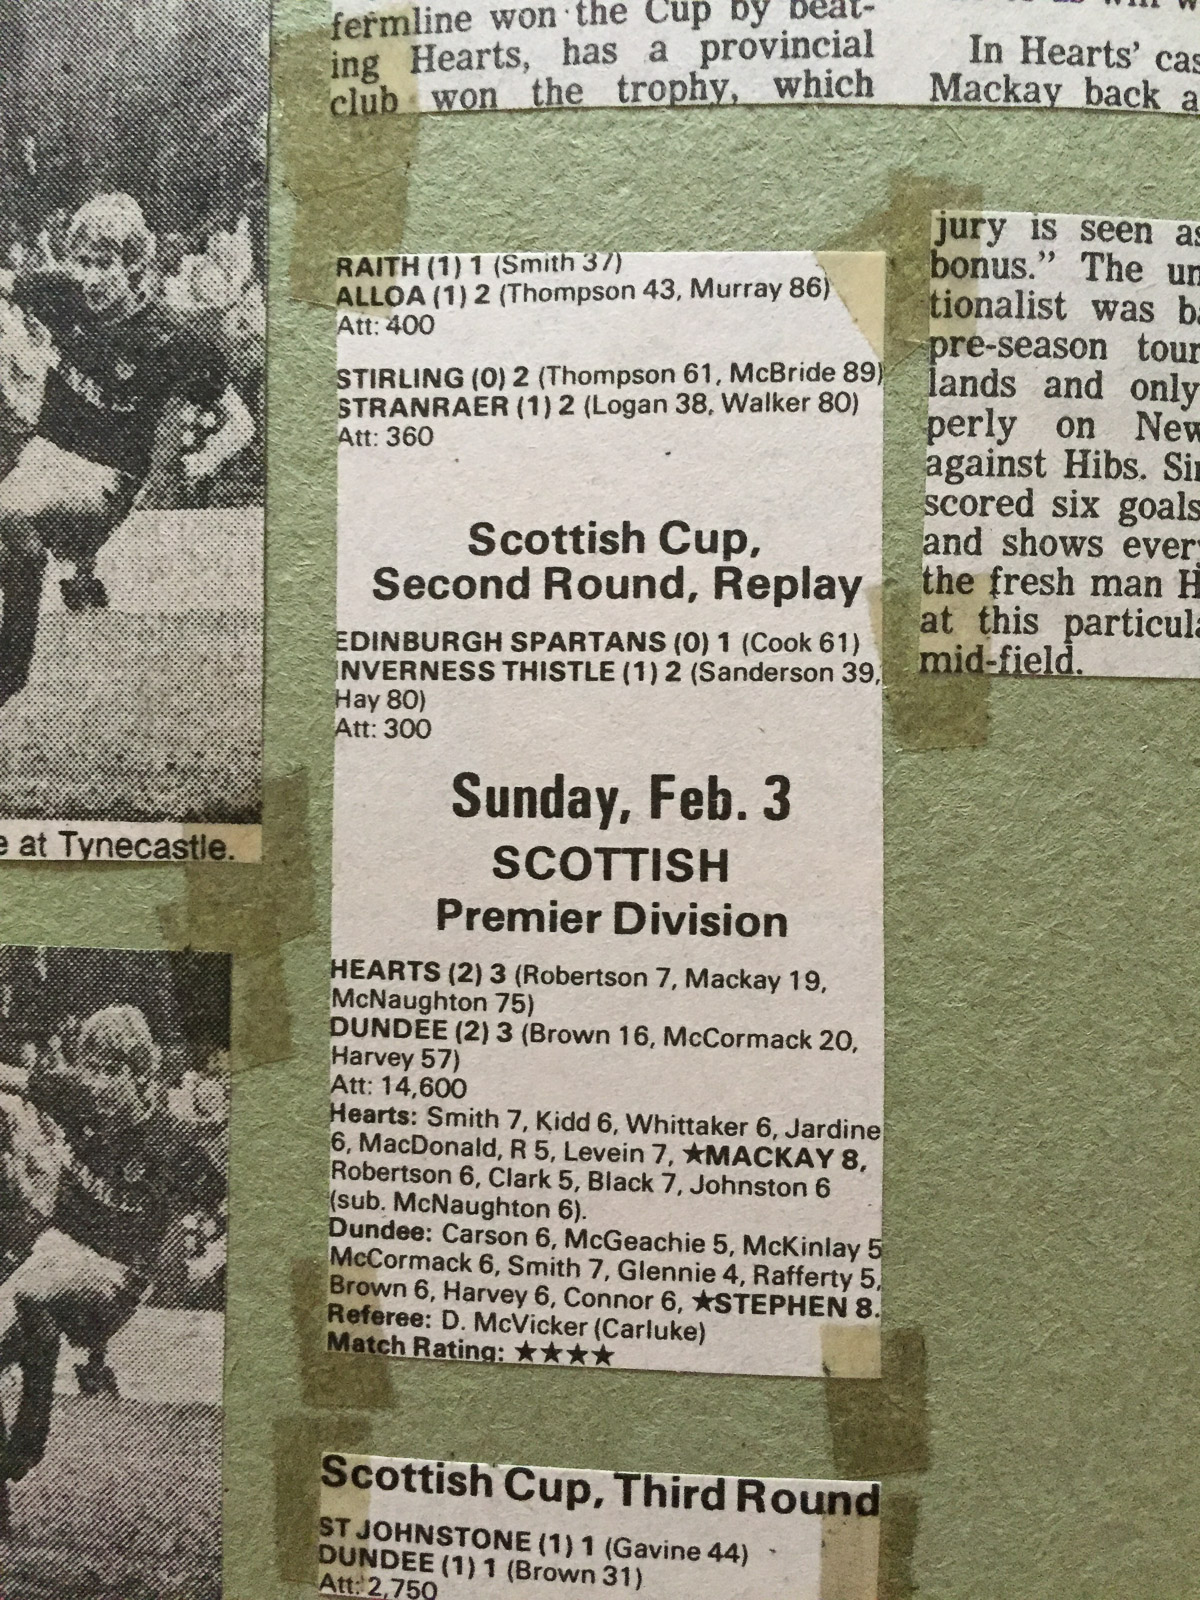 fermline won the Cup by beat-
ing Hearts, has a provincial
club won the trophy, which
In Hearts' cas
Mackay back a
RAITH (1) 1 (Smith 37)
ALLOA (1) 2 (Thompson 43, Murray 86)
Att: 400
STIRLING (0) 2 (Thompson 61, McBride 89)
STRANRAER (1) 2 (Logan 38, Walker 80)
Att: 360
Scottish Cup,
Second Round, Replay
EDINBURGH SPARTANS (0) 1 (Cook 61)
INVERNESS THISTLE (1) 2 (Sanderson 39,
Hay 80)
Att: 300
Sunday, Feb. 3
SCOTTISH
Premier Division
HEARTS (2) 3 (Robertson 7, Mackay 19,
McNaughton 75)
DUNDEE (2) 3 (Brown 16, McCormack 20,
Harvey 57)
Att: 14,600
Hearts: Smith 7, Kidd 6, Whittaker 6, Jardine
6, MacDonald, R 5, Levein 7, ★MACKAY 8,
Robertson 6, Clark 5, Black 7, Johnston 6
(sub. McNaughton 6).
Dundee: Carson 6, McGeachie 5, McKinlay 5
McCormack 6, Smith 7, Glennie 4, Rafferty 5,
Brown 6, Harvey 6, Connor 6, ★STEPHEN 8.
Referee: D. McVicker (Carluke)
Match Rating: ★★★★
Scottish Cup, Third Round
ST JOHNSTONE (1) 1 (Gavine 44)
DUNDEE (1) 1 (Brown 31)
Att: 2,750
jury is seen as
bonus." The un
tionalist was ba
pre-season tour
lands and only
perly on New
against Hibs. Sin
scored six goals
and shows every
the fresh man H
at this particula
mid-field.
e at Tynecastle.